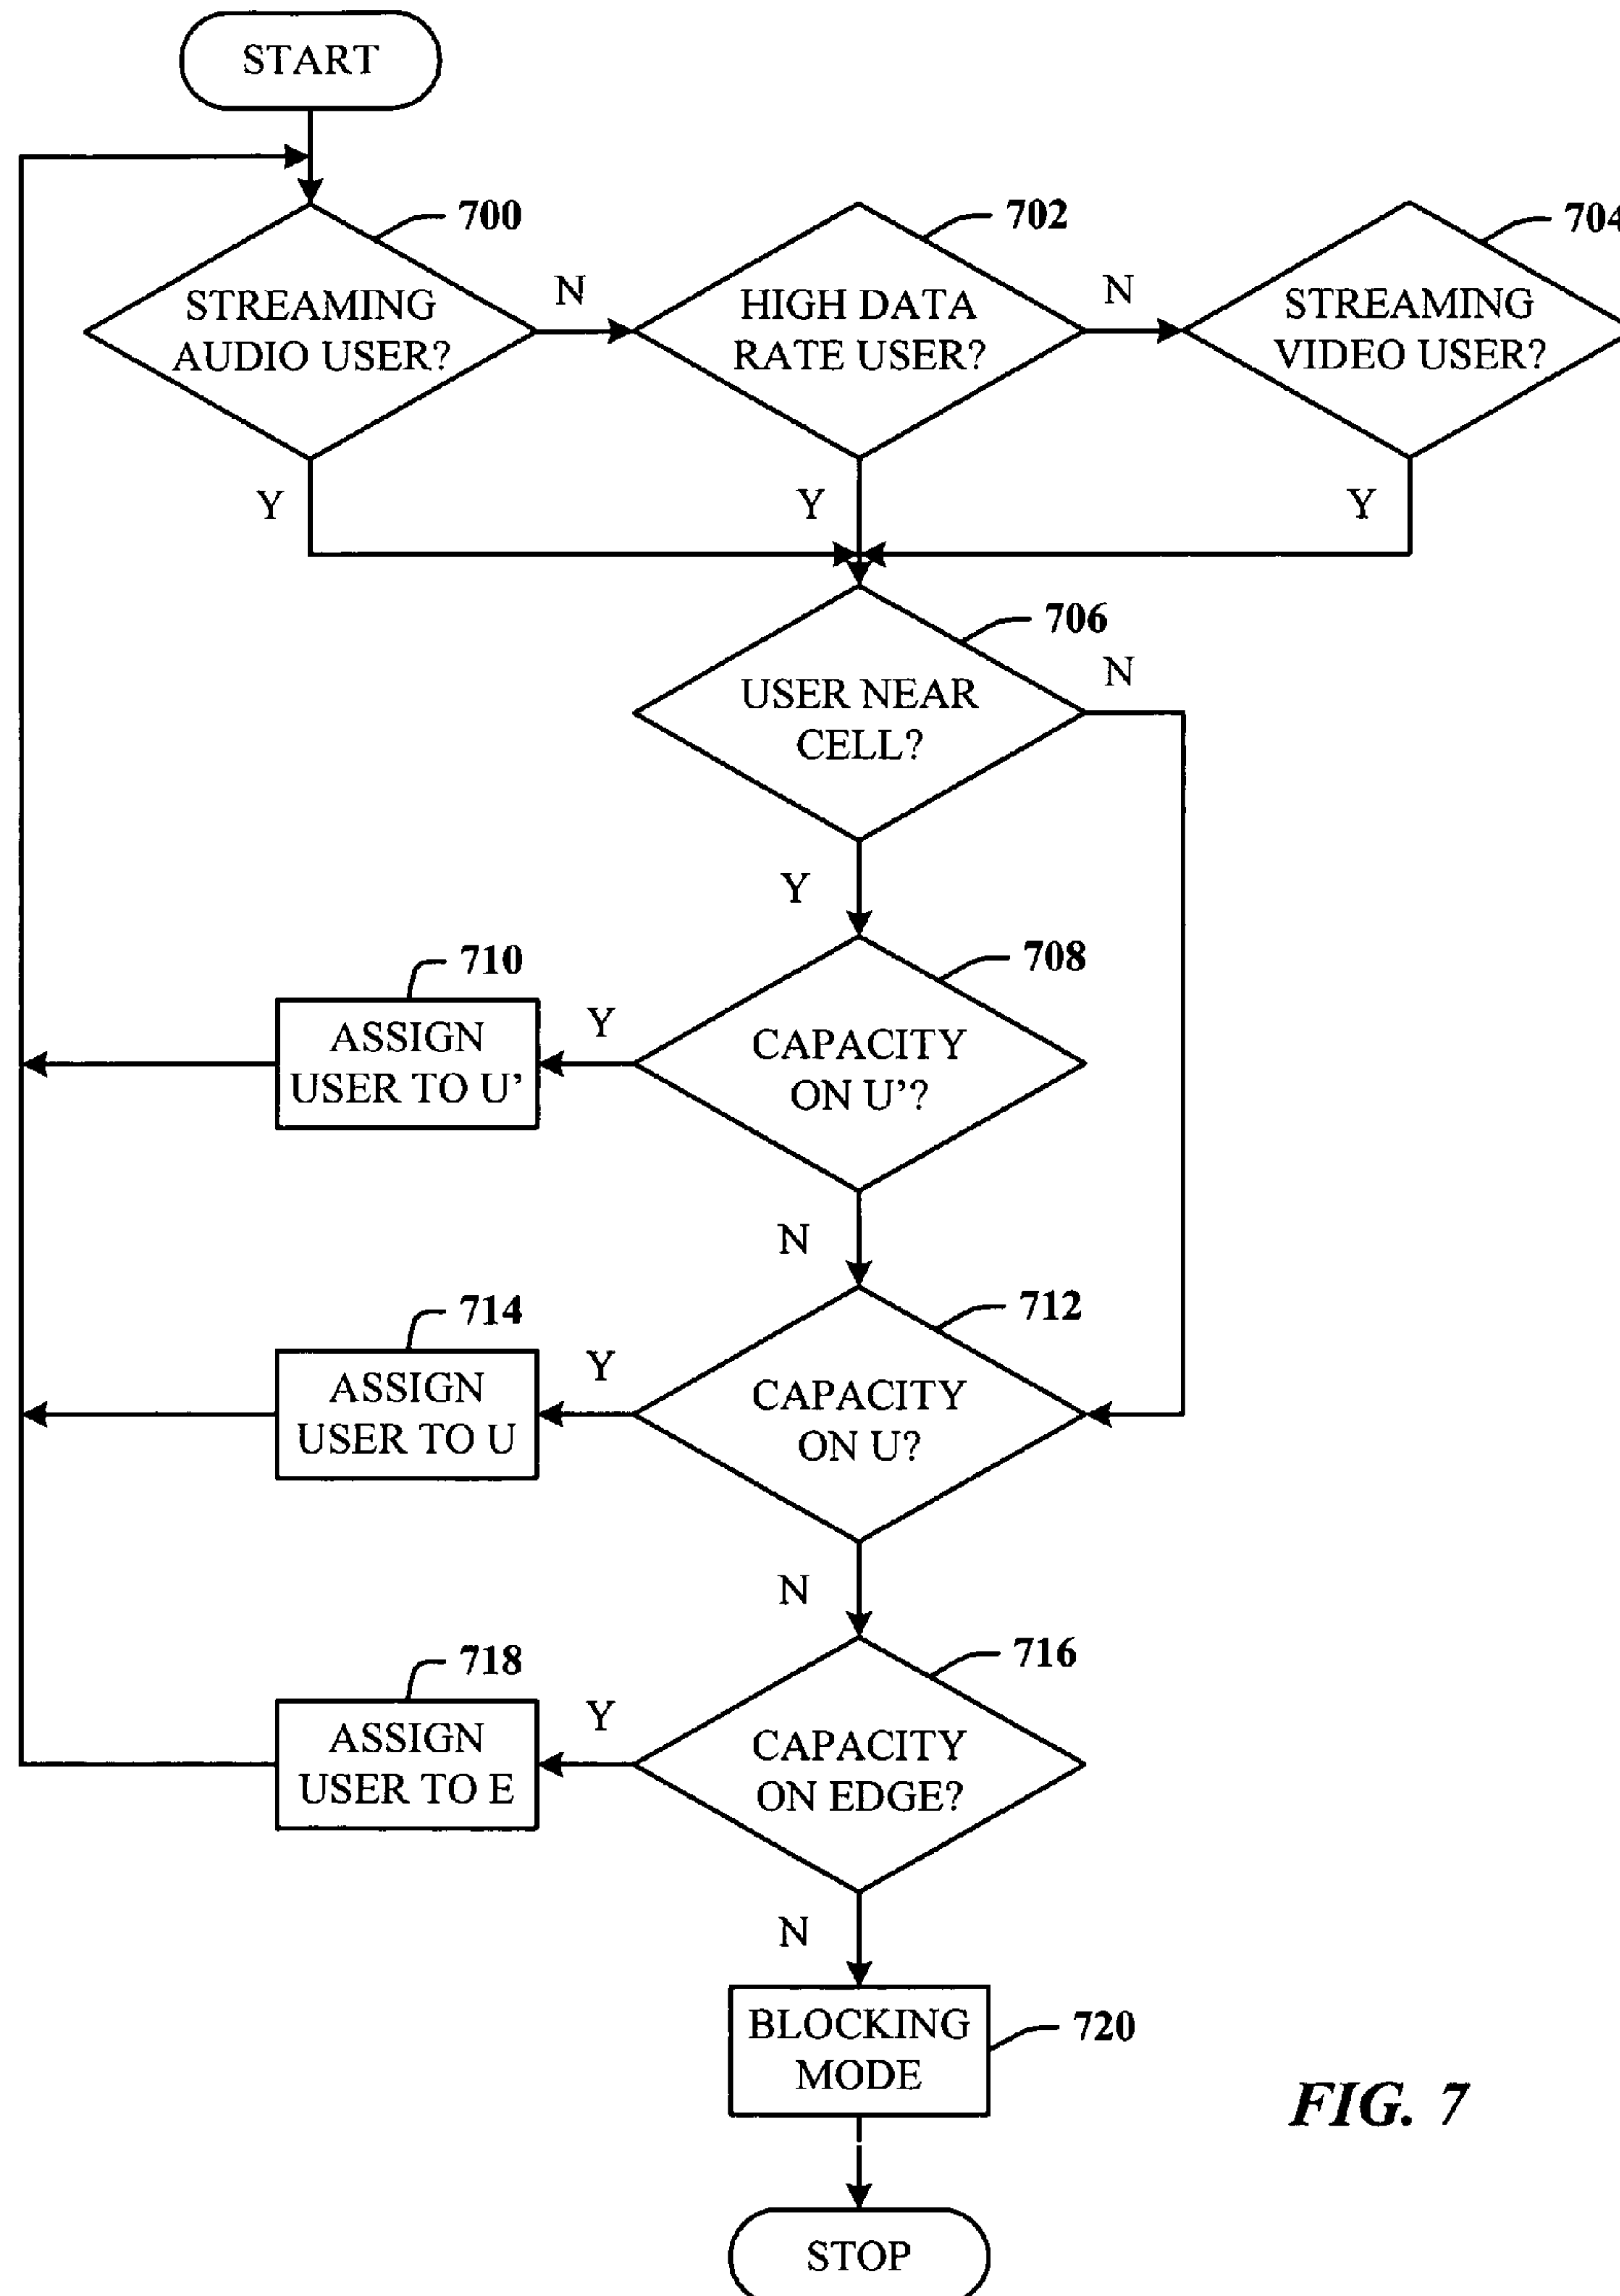 START
700
702
704
STREAMING
AUDIO USER?
N
HIGH DATA
RATE USER?
N
STREAMING
VIDEO USER?
Y
Y
Y
706
USER NEAR
CELL?
N
Y
708
CAPACITY
ON U'?
Y
710
ASSIGN
USER TO U'
N
712
CAPACITY
ON U?
Y
714
ASSIGN
USER TO U
N
716
CAPACITY
ON EDGE?
Y
718
ASSIGN
USER TO E
N
BLOCKING
MODE
720
STOP
FIG. 7